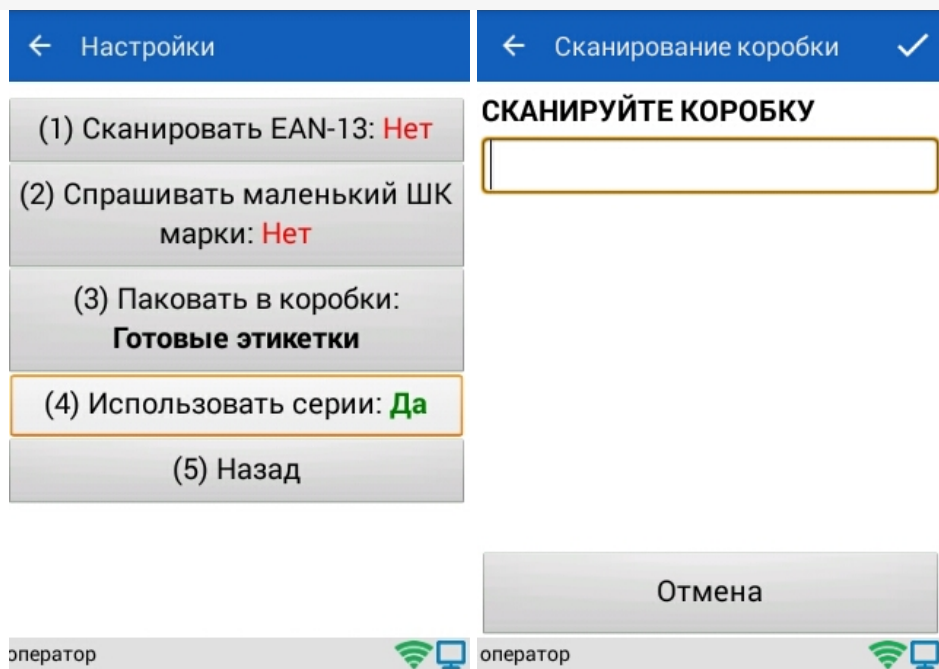 Настройки
(1) Сканировать EAN-13: Нет
(2) Спрашивать маленький ШК
марки: Нет
(3) Паковать в коробки:
Готовые этикетки
(4) Использовать серии: Да
(5) Назад
оператор
Сканирование коробки
СКАНИРУЙТЕ КОРОБКУ
Отмена
оператор